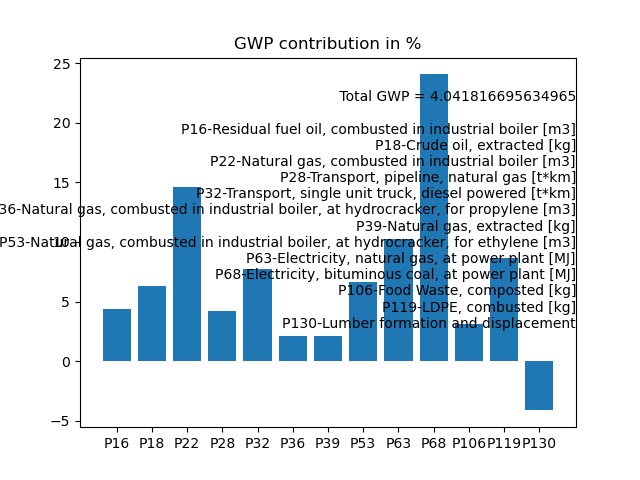 GWP contribution in %
25
Total GWP = 4.041816695634965
20
P16-Residual fuel oil, combusted in industrial boiler [m3]
P18-Crude oil, extracted [kg]
P22-Natural gas, combusted in industrial boiler [m3]
P28-Transport, pipeline, natural gas [t*km]
15
P32-Transport, single unit truck, diesel powered [t*km]
36-Natural gas, combusted in industrial boiler, at hydrocracker, for propylene [m3]
P39-Natural gas, extracted [kg]
10
P53-Natural gas, combusted in industrial boiler, at hydrocracker, for ethylene [m3]
P63-Electricity, natural gas, at power plant [MJ]
P68-Electricity, bituminous coal, at power plant [MJ]
P106-Food Waste, composted [kg]
5
P119-LDPE, combusted [kg]
P130-Lumber formation and displacement
0
−5
P16 P18 P22 P28 P32 P36 P39 P53 P63 P68 P106 P119 P130